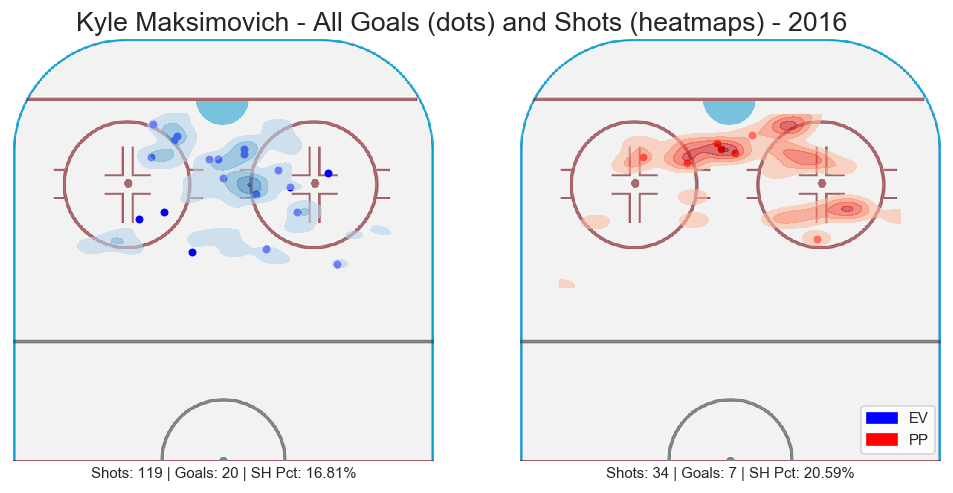 Kyle Maksimovich - All Goals (dots) and Shots (heatmaps) - 2016
EV
PP
Shots: 119 | Goals: 20 | SH Pct: 16.81%
Shots: 34 | Goals: 7 | SH Pct: 20.59%